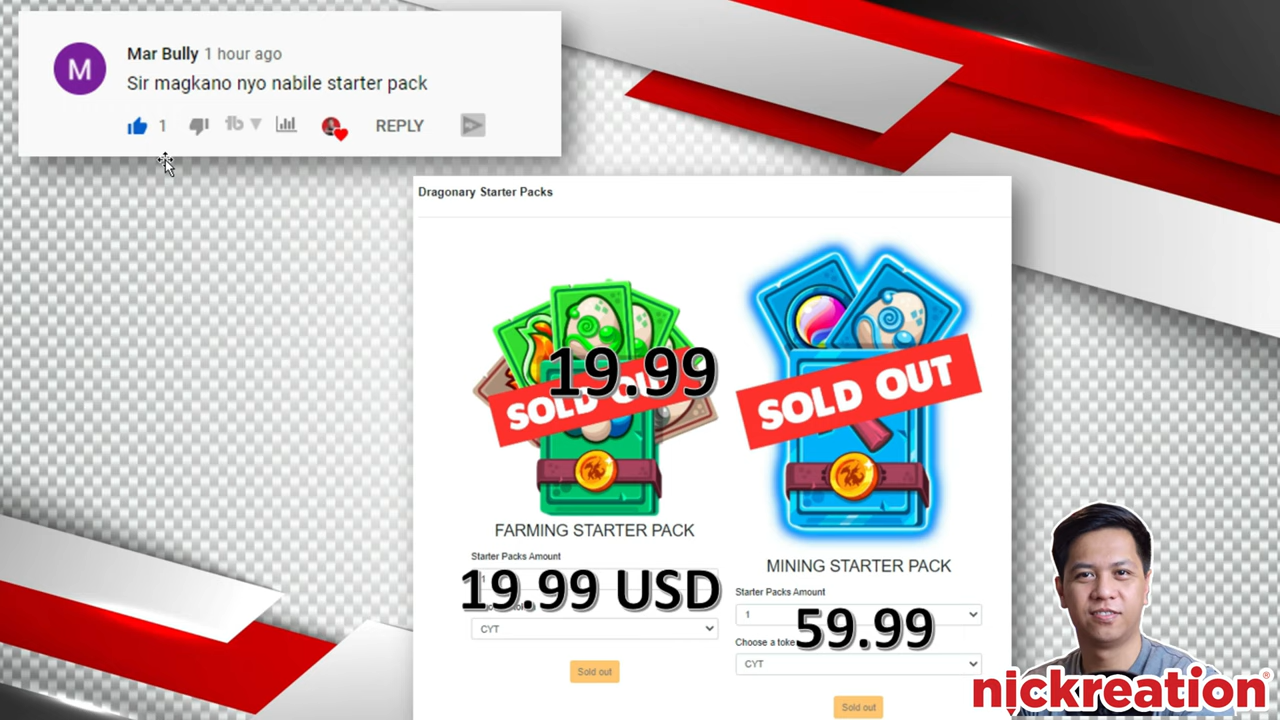 Mar Bully 1 hour ago
Sir magkano nyo nabile starter pack
1
REPLY
Dragonary Starter Packs
19.99
SOLD OUT
SOLD OUT
FARMING STARTER PACK
Starter Packs Amount
19.99 USD
CYT
Sold out
MINING STARTER PACK
Starter Packs Amount
1
Choose a toke
59.99
CYT
Sold out
nickreation®